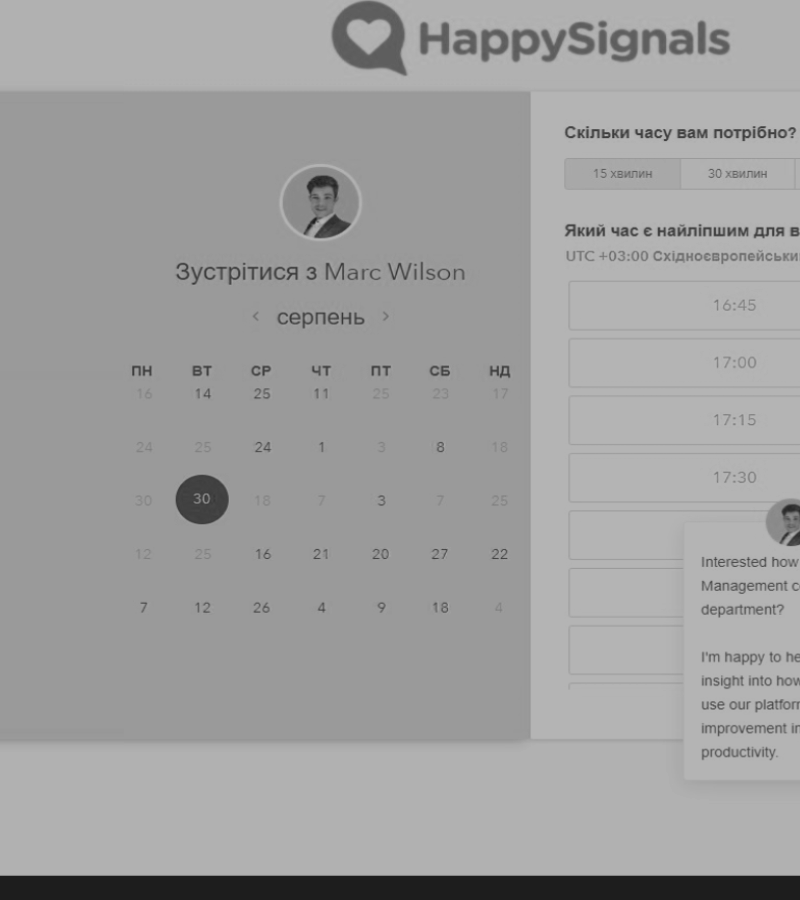 HappySignals
Зустрітися з Marc Wilson
‹ серпень ›
ПН ВТ СР ЧТ ПТ СБ НД
16 14 25 11 25 23 17
24 25 24 1 3 8 18
30 30 18 7 3 7 25
12 25 16 21 20 27 22
7 12 26 4 9 18 4
Скільки часу вам потрібно?
15 хвилин 30 хвилин
Який час є найліпшим для в
UTC +03:00 Східноєвропейськи
16:45
17:00
17:15
17:30
Interested how
Management c
department?
I'm happy to he
insight into how
use our platfor
improvement in
productivity.